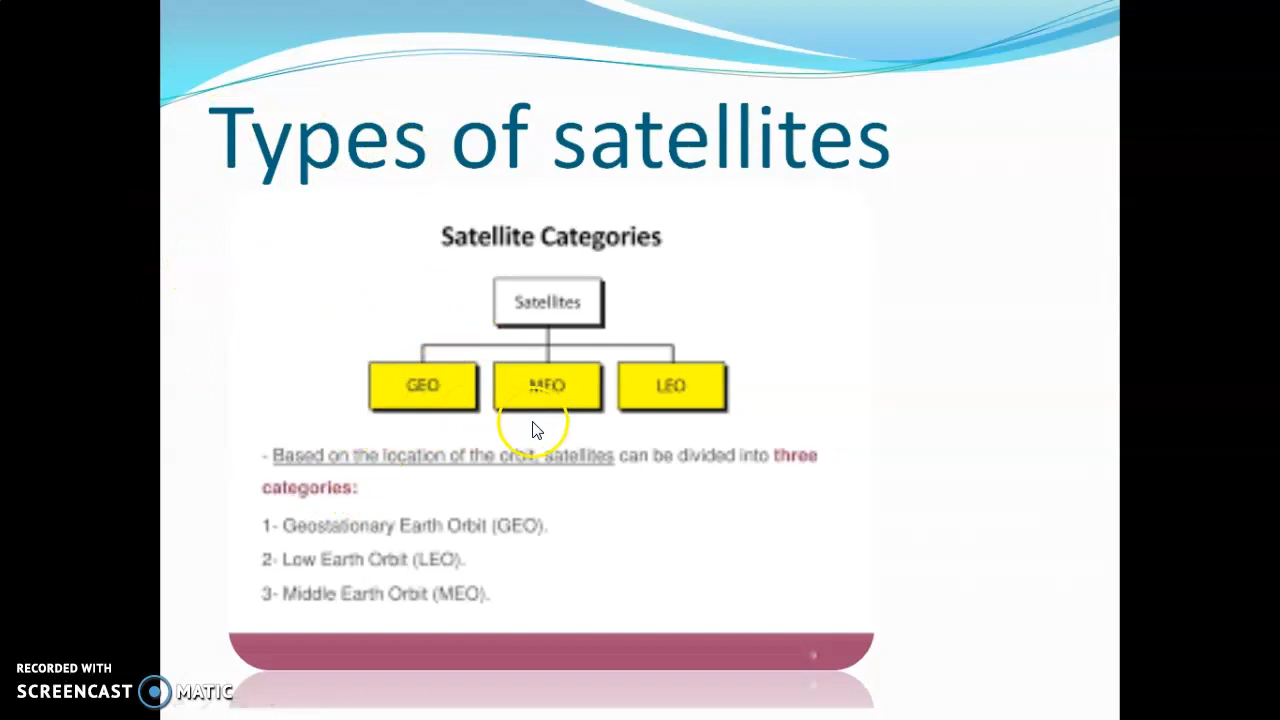 Types of satellites
Satellite Categories
Satellites
GEO MEO LEO
- Based on the location of the orbit, satellites can be divided into three
categories:
1- Geostationary Earth Orbit (GEO).
2- Low Earth Orbit (LEO).
3- Middle Earth Orbit (MEO).
RECORDED WITH
SCREENCAST MATIC